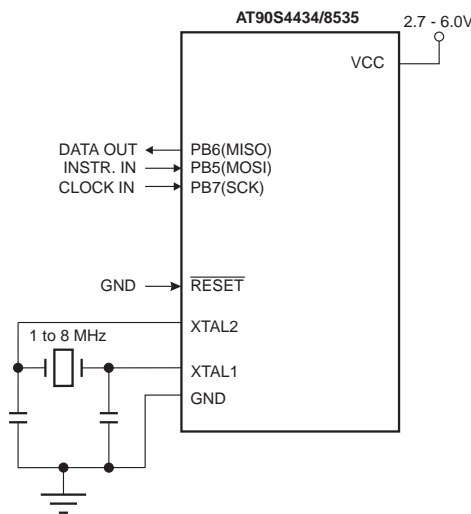 AT90S4434/8535
2.7 - 6.0V
VCC
DATA OUT PB6(MISO)
INSTR. IN PB5(MOSI)
CLOCK IN PB7(SCK)
GND RESET
XTAL2
1 to 8 MHz
XTAL1
GND